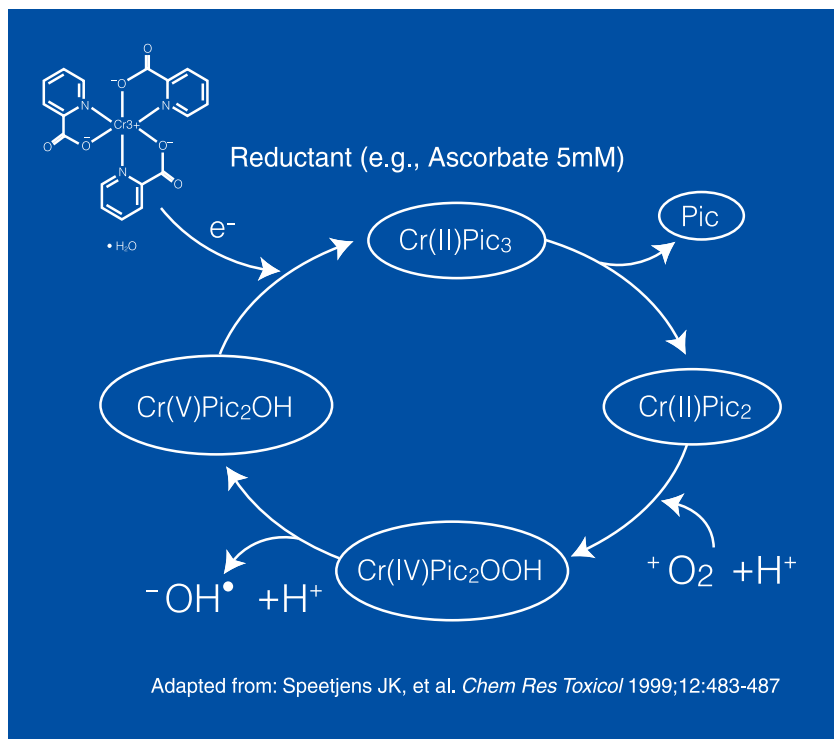 O
⁻O
N
N
Cr3+
O⁻
O
⁻
O
N
O
• H₂O
Reductant (e.g., Ascorbate 5mM)
e⁻
Pic
Cr(II)Pic₃
Cr(V)Pic₂OH
Cr(II)Pic₂
Cr(IV)Pic₂OOH
⁺O₂ +H⁺
⁻OH• +H⁺
Adapted from: Speetjens JK, et al. Chem Res Toxicol 1999;12:483-487